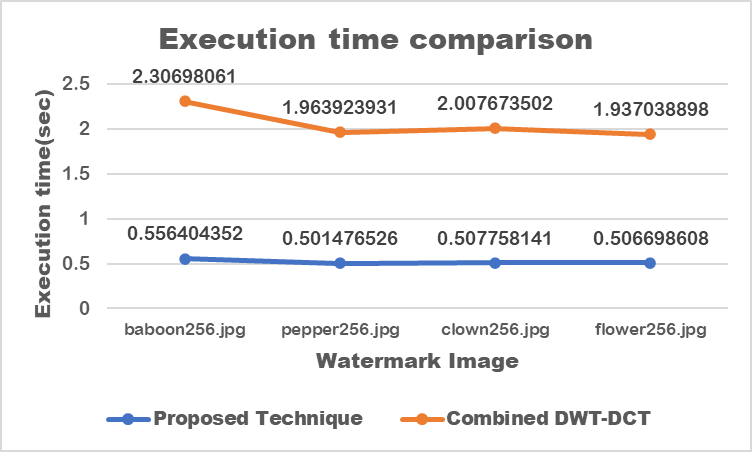 Execution time comparison
Execution time(sec)
2.5
2
1.5
1
0.5
0
2.30698061
1.963923931
2.007673502
1.937038898
0.556404352
0.501476526
0.507758141
0.506698608
baboon256.jpg
pepper256.jpg
clown256.jpg
flower256.jpg
Watermark Image
Proposed Technique
Combined DWT-DCT